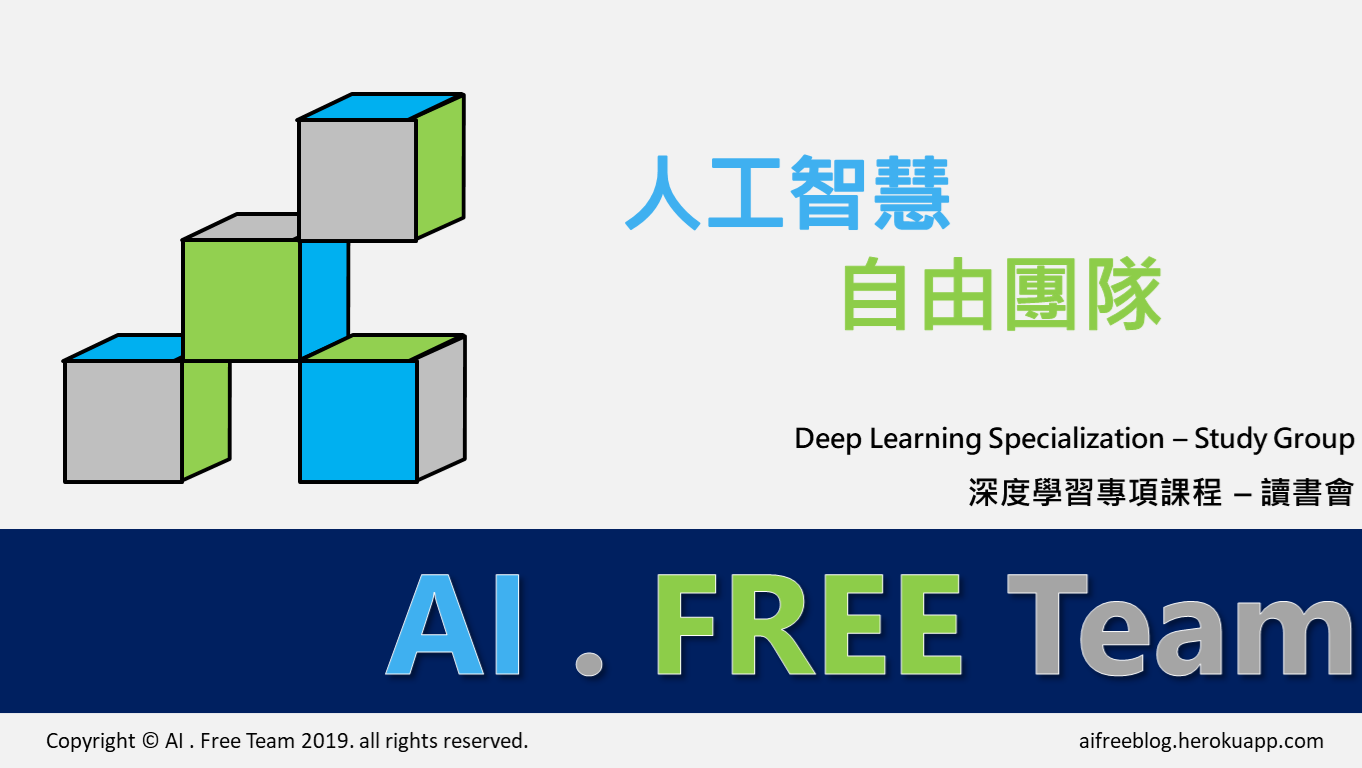 人工智慧
自由團隊
Deep Learning Specialization – Study Group
深度學習專項課程 – 讀書會
AI . FREE Team
Copyright © AI . Free Team 2019. all rights reserved.
aifreeblog.herokuapp.com